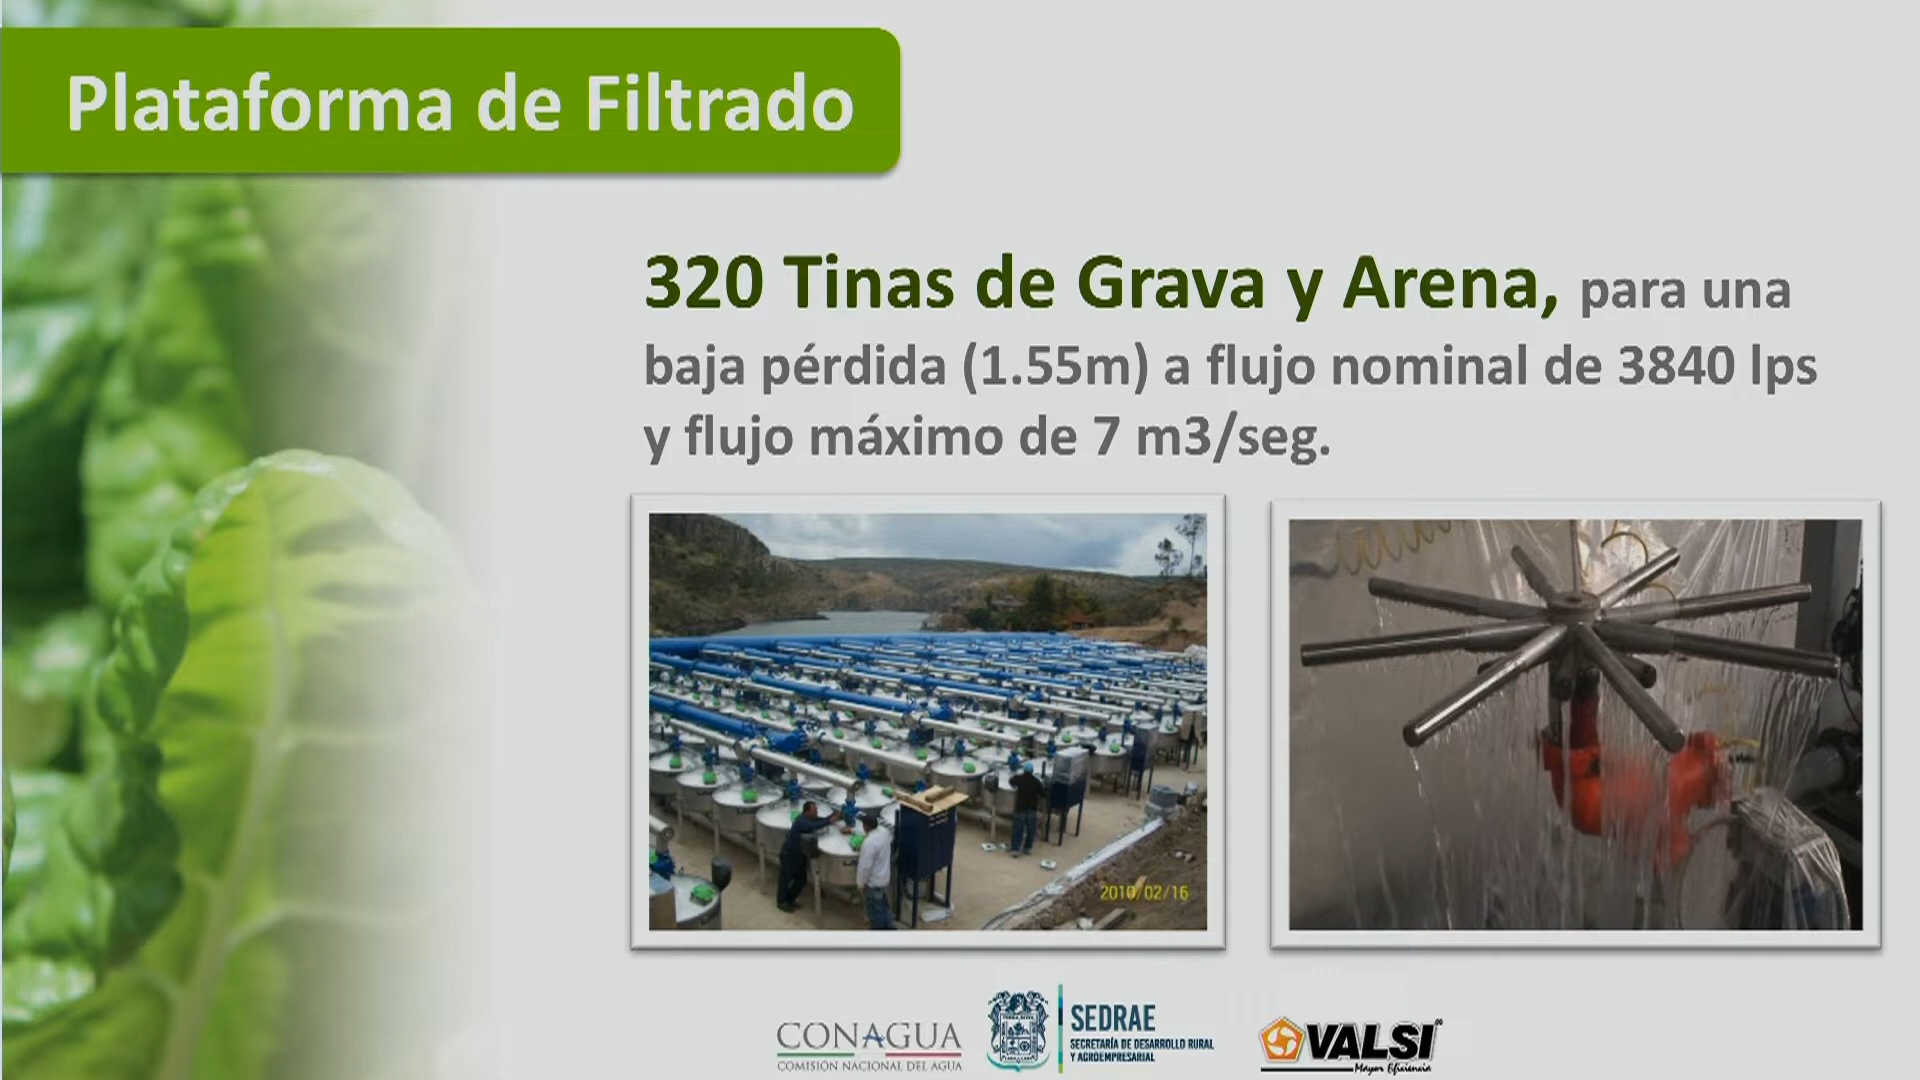 Plataforma de Filtrado
320 Tinas de Grava y Arena, para una
baja pérdida (1.55m) a flujo nominal de 3840 lps
y flujo máximo de 7 m3/seg.
2010/02/16
CONAGUA
COMISIÓN NACIONAL DEL AGUA
SEDRAE
SECRETARÍA DE DESARROLLO RURAL
Y AGROEMPRESARIAL
VALSI®
Mayor Eficiencia